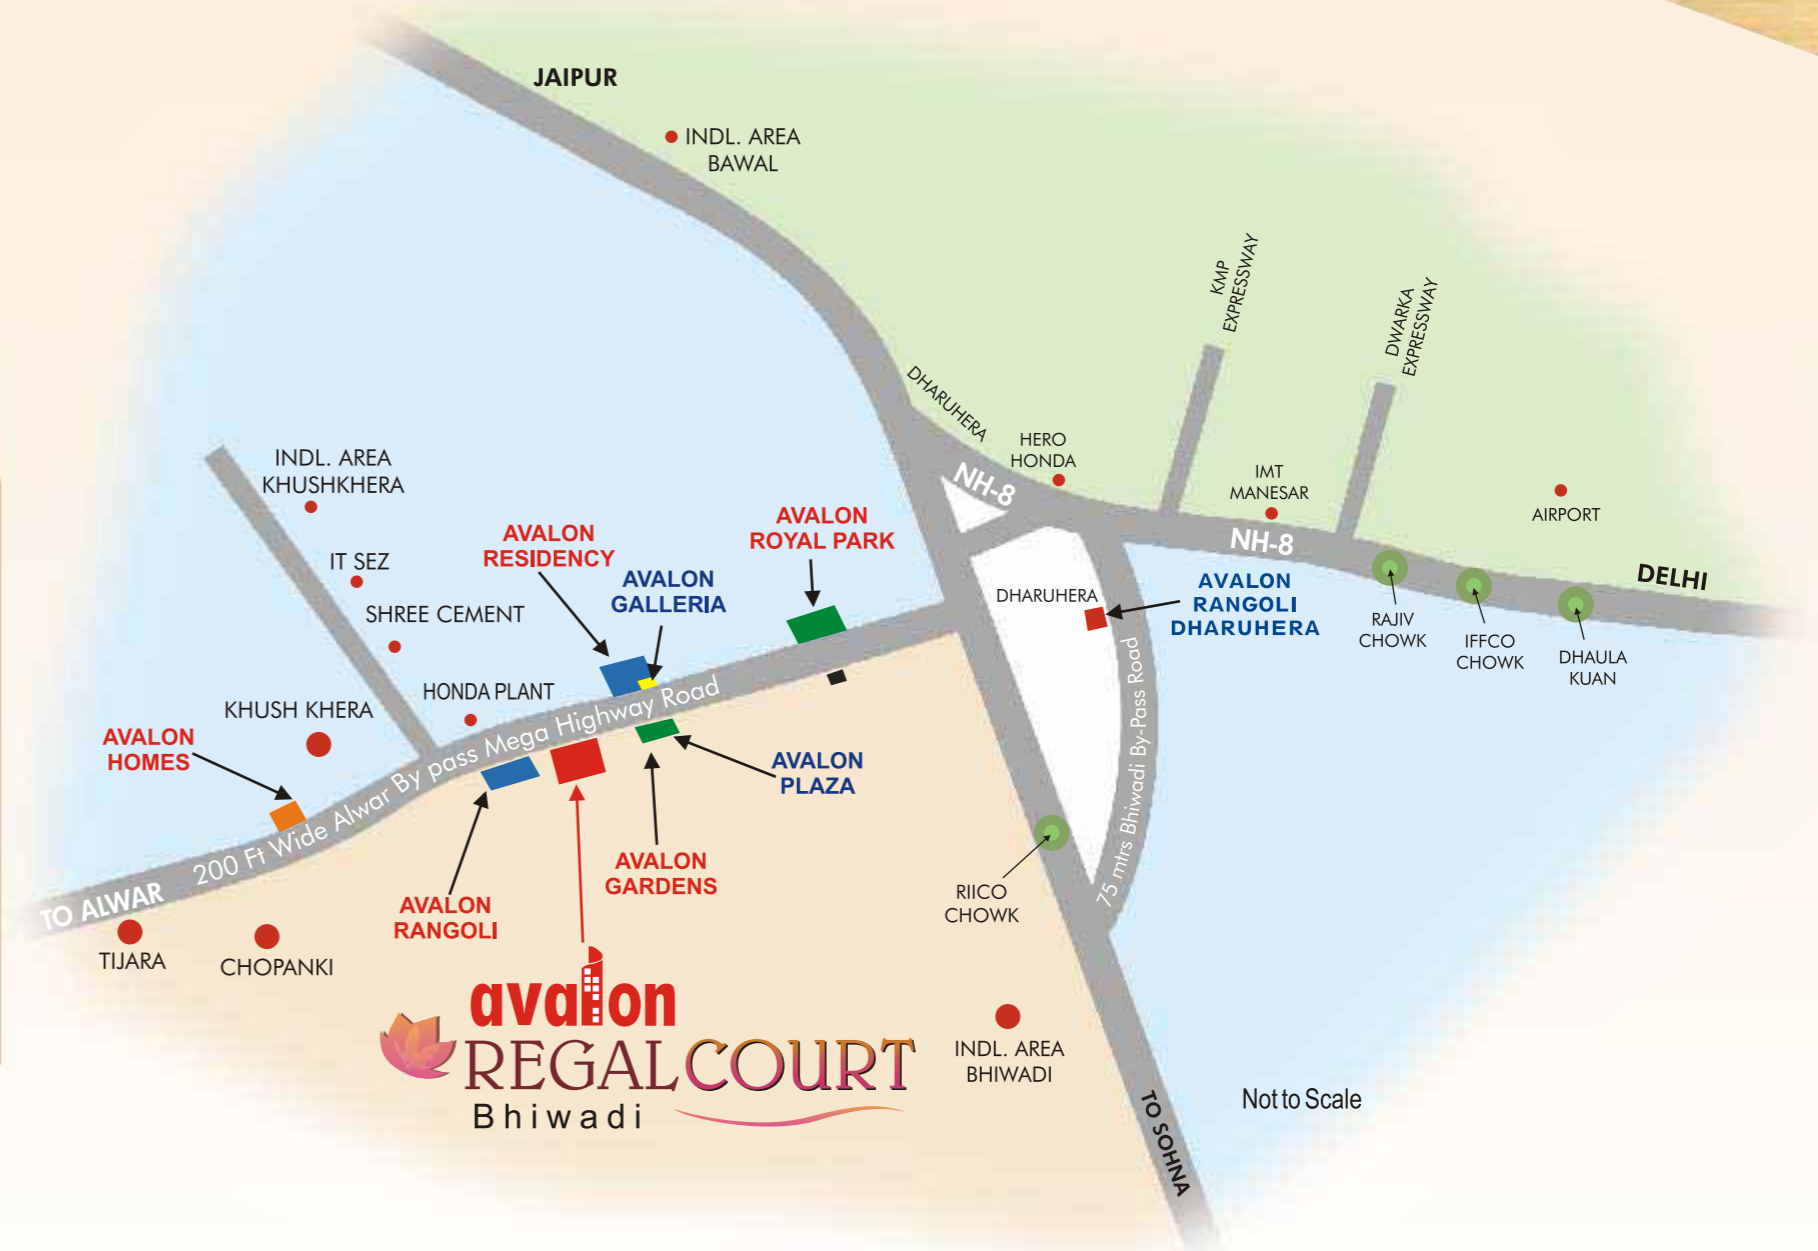 JAIPUR
INDL. AREA
BAWAL
KMP
EXPRESSWAY
DWARKA
EXPRESSWAY
DHARUHERA
HERO
HONDA
NH-8
IMT
MANESAR
NH-8
AIRPORT
DELHI
INDL. AREA
KHUSHKHERA
IT SEZ
SHREE CEMENT
AVALON
RESIDENCY
AVALON
GALLERIA
AVALON
ROYAL PARK
DHARUHERA
AVALON
RANGOLI
DHARUHERA
RAJIV
CHOWK
IFFCO
CHOWK
DHAULA
KUAN
HONDA PLANT
KHUSH KHERA
AVALON
HOMES
200 Ft Wide Alwar By pass Mega Highway Road
AVALON
PLAZA
75 mtrs Bhiwadi By-Pass Road
AVALON
GARDENS
AVALON
RANGOLI
RIICO
CHOWK
TO ALWAR
TIJARA
CHOPANKI
avalon
REGAL COURT
Bhiwadi
INDL. AREA
BHIWADI
TO SOHNA
Not to Scale